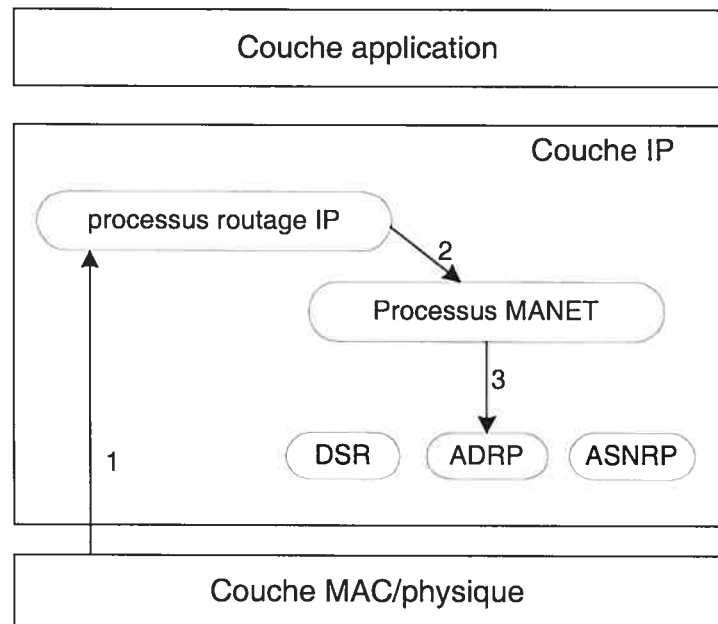 Couche application
Couche IP
processus routage IP
2
Processus MANET
3
DSR
ADRP
ASNRP
1
Couche MAC/physique